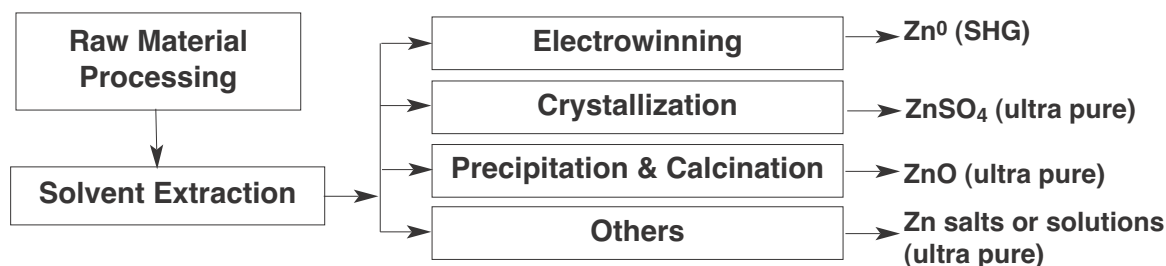 Raw Material
Processing
Solvent Extraction
Electrowinning
Zn⁰ (SHG)
Crystallization
ZnSO₄ (ultra pure)
Precipitation & Calcination
ZnO (ultra pure)
Others
Zn salts or solutions
(ultra pure)